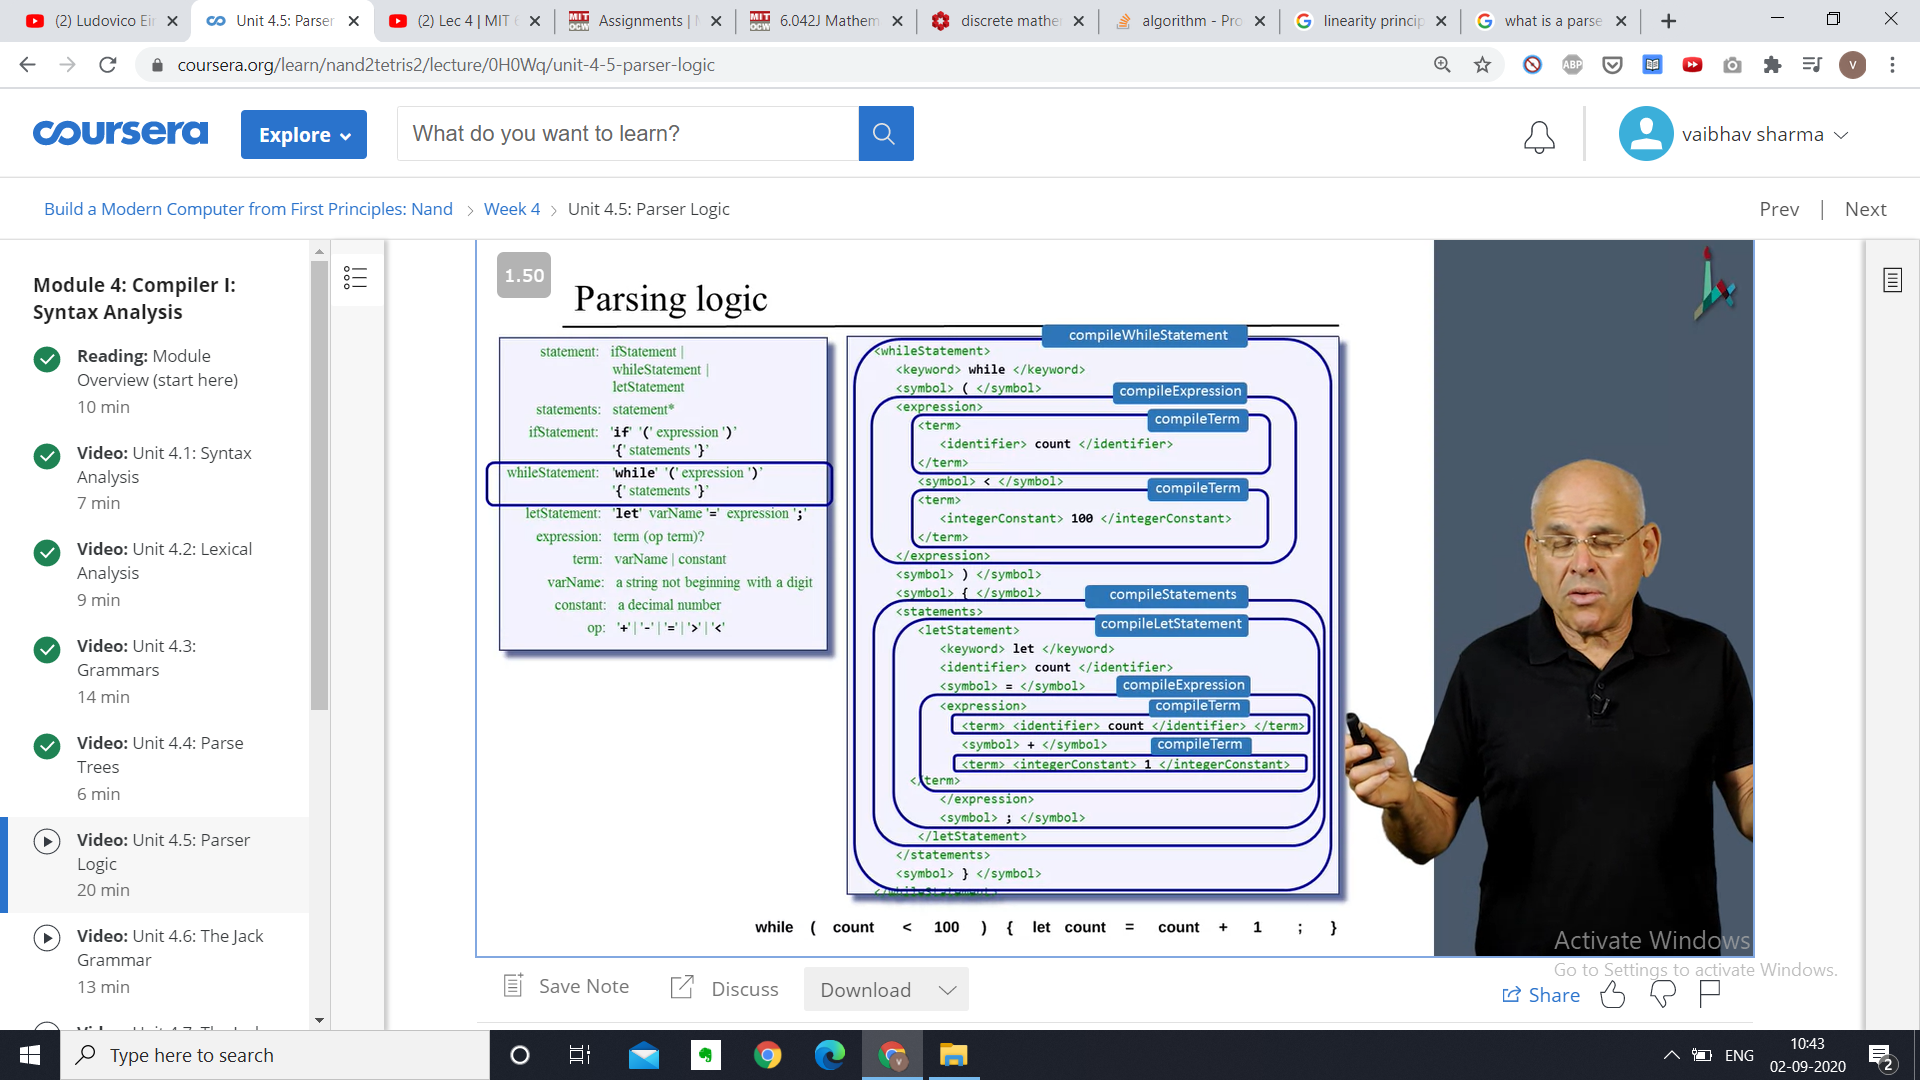 (2) Ludovico Ein
Unit 4.5: Parser
(2) Lec 4 | MIT 6
Assignments | M
6.042J Mathem
discrete mathe
algorithm - Pro
linearity princip
what is a parse
coursera.org/learn/nand2tetris2/lecture/0H0Wq/unit-4-5-parser-logic
ABP
V
coursera
Explore
What do you want to learn?
vaibhav sharma
Build a Modern Computer from First Principles: Nand > Week 4 > Unit 4.5: Parser Logic
Prev | Next
Module 4: Compiler I:
Syntax Analysis
Reading: Module
Overview (start here)
10 min
Video: Unit 4.1: Syntax
Analysis
7 min
Video: Unit 4.2: Lexical
Analysis
9 min
Video: Unit 4.3:
Grammars
14 min
Video: Unit 4.4: Parse
Trees
6 min
Video: Unit 4.5: Parser
Logic
20 min
Video: Unit 4.6: The Jack
Grammar
13 min
1.50
Parsing logic
statement: ifStatement |
whileStatement |
letStatement
statements: statement*
ifStatement: 'if' '(' expression ')'
'{' statements '}'
whileStatement: 'while' '(' expression ')'
'{' statements '}'
letStatement: 'let' varName '=' expression ';'
expression: term (op term)?
term: varName | constant
varName: a string not beginning with a digit
constant: a decimal number
op: '+' | '-' | '=' | '>' | '<'
compileWhileStatement
<whileStatement>
<keyword> while </keyword>
<symbol> ( </symbol>
compileExpression
<expression>
compileTerm
<term>
<identifier> count </identifier>
</term>
<symbol> < </symbol>
compileTerm
<term>
<integerConstant> 100 </integerConstant>
</term>
</expression>
<symbol> ) </symbol>
<symbol> { </symbol>
compileStatements
<statements>
compileLetStatement
<letStatement>
<keyword> let </keyword>
<identifier> count </identifier>
<symbol> = </symbol>
compileExpression
<expression>
compileTerm
<term> <identifier> count </identifier> </term>
<symbol> + </symbol>
compileTerm
<term> <integerConstant> 1 </integerConstant>
</term>
</expression>
<symbol> ; </symbol>
</letStatement>
</statements>
<symbol> } </symbol>
</whileStatement>
while ( count < 100 ) { let count = count + 1 ; }
Activate Windows
Go to Settings to activate Windows.
Save Note
Discuss
Download
Share
Type here to search
ENG
10:43
02-09-2020
2